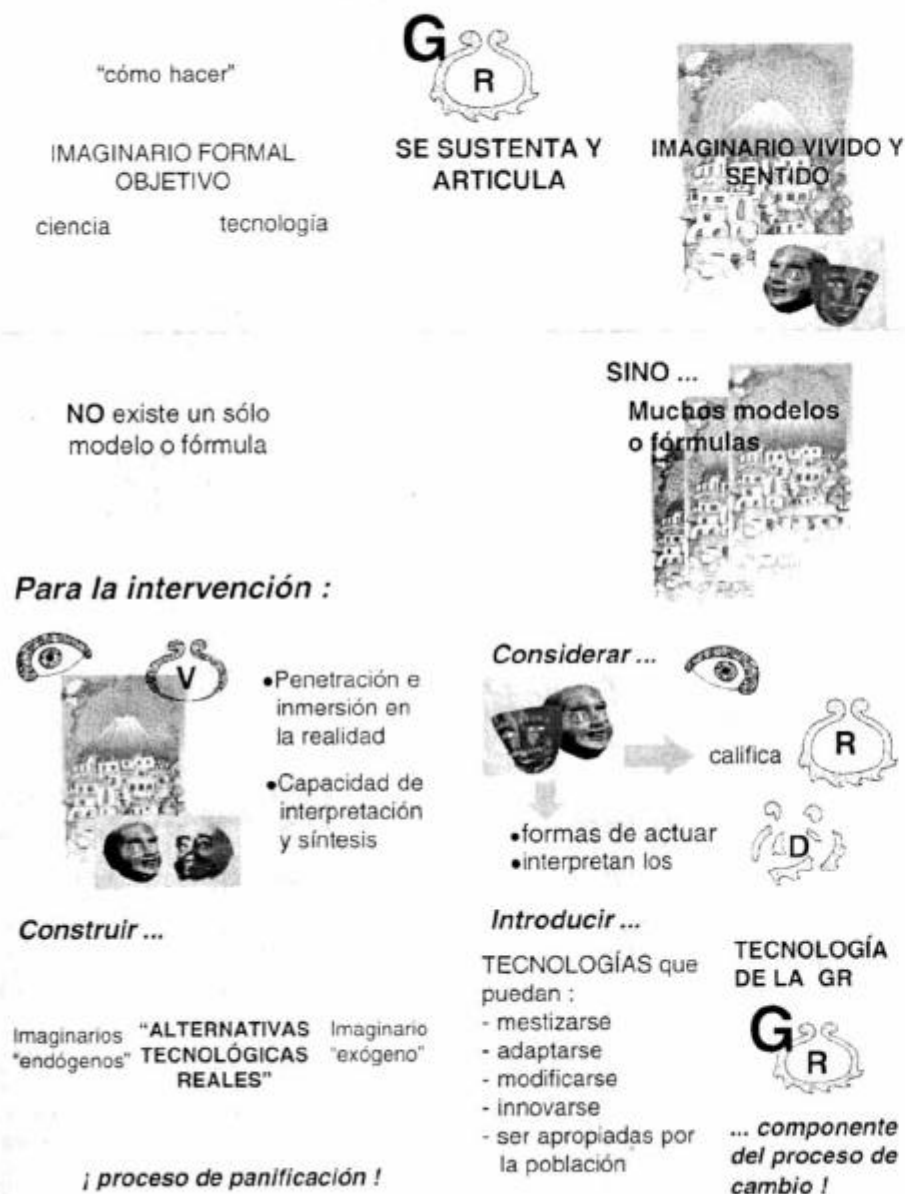 "cómo hacer"
IMAGINARIO FORMAL
OBJETIVO
ciencia tecnología
G
R
SE SUSTENTA Y
ARTICULA
IMAGINARIO VIVIDO Y
SENTIDO
NO existe un sólo
modelo o fórmula
SINO ...
Muchos modelos
o fórmulas
Para la intervención :
V
•Penetración e
inmersión en
la realidad
•Capacidad de
interpretación
y síntesis
Considerar ...
califica
R
•formas de actuar
•interpretan los
D
Construir ...
Imaginarios
"endógenos"
"ALTERNATIVAS
TECNOLÓGICAS
REALES"
Imaginario
"exógeno"
¡ proceso de panificación !
Introducir ...
TECNOLOGÍAS que
puedan :
- mestizarse
- adaptarse
- modificarse
- innovarse
- ser apropiadas por
la población
TECNOLOGÍA
DE LA GR
G
R
... componente
del proceso de
cambio !